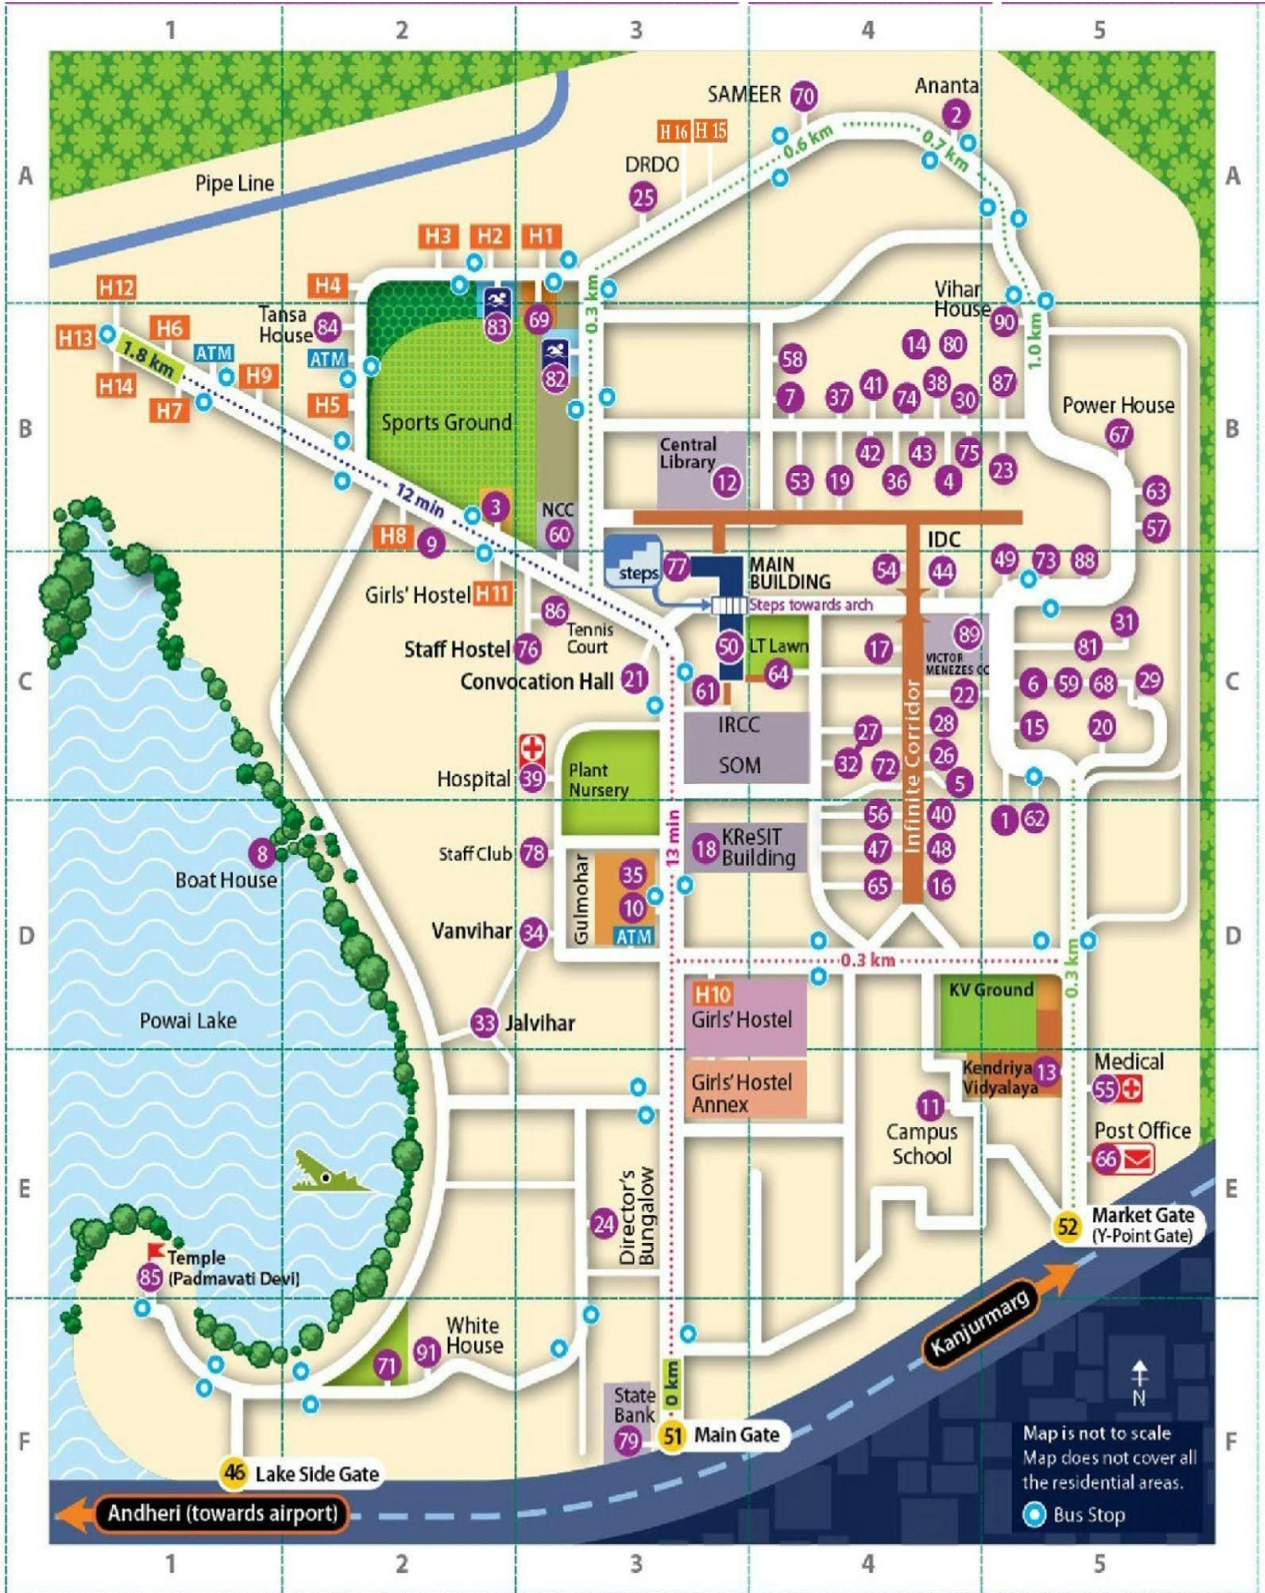 1 2 3 4 5
SAMEER 70
Ananta
2
H 16 H 15
0.6 km
0.7 km
DRDO
25
A
A
Pipe Line
H3 H2 H1
H12
H4
0.3 km
Vihar
House
90
Tansa
House 84
83
69
H13
H6
1.8 km
ATM
ATM
82
58
14 80
1.0 km
H14
H9
H7
H5
7 37 41 74 38 30 87
Power House
67
B
B
Sports Ground
Central
Library
12
53 19 42 36 43 4 75 23
63
12 min
3
57
H8 9
NCC
60
IDC
steps
77
MAIN
BUILDING
54 44
49 73 88
Girls' Hostel H11
86
Steps towards arch
Tennis
Court
Staff Hostel 76
50
LT Lawn
17
89
VICTOR
MENEZES CC
31
81
C
C
Convocation Hall 21
61
64
22
6 59 68 29
IRCC
27
28
15
20
SOM
32 72
26
5
Hospital 39
Plant
Nursery
Infinite Corridor
13 min
56 40
1 62
18 KReSIT
Building
47 48
8
Boat House
Staff Club 78
Gulmohar
35
10
ATM
65 16
D
D
Vanvihar 34
0.3 km
0.3 km
H10
Girls' Hostel
KV Ground
Powai Lake
33 Jalvihar
Girls' Hostel
Annex
Kendriya
Vidyalaya
13
Medical
55
11
Campus
School
Post Office
66
E
E
Director's
Bungalow
24
52 Market Gate
(Y-Point Gate)
Temple
(Padmavati Devi)
85
Kanjurmarg
White
House
71 91
0 km
N
State
Bank
79
51 Main Gate
F
F
Map is not to scale
Map does not cover all
the residential areas.
46 Lake Side Gate
Bus Stop
Andheri (towards airport)
1 2 3 4 5